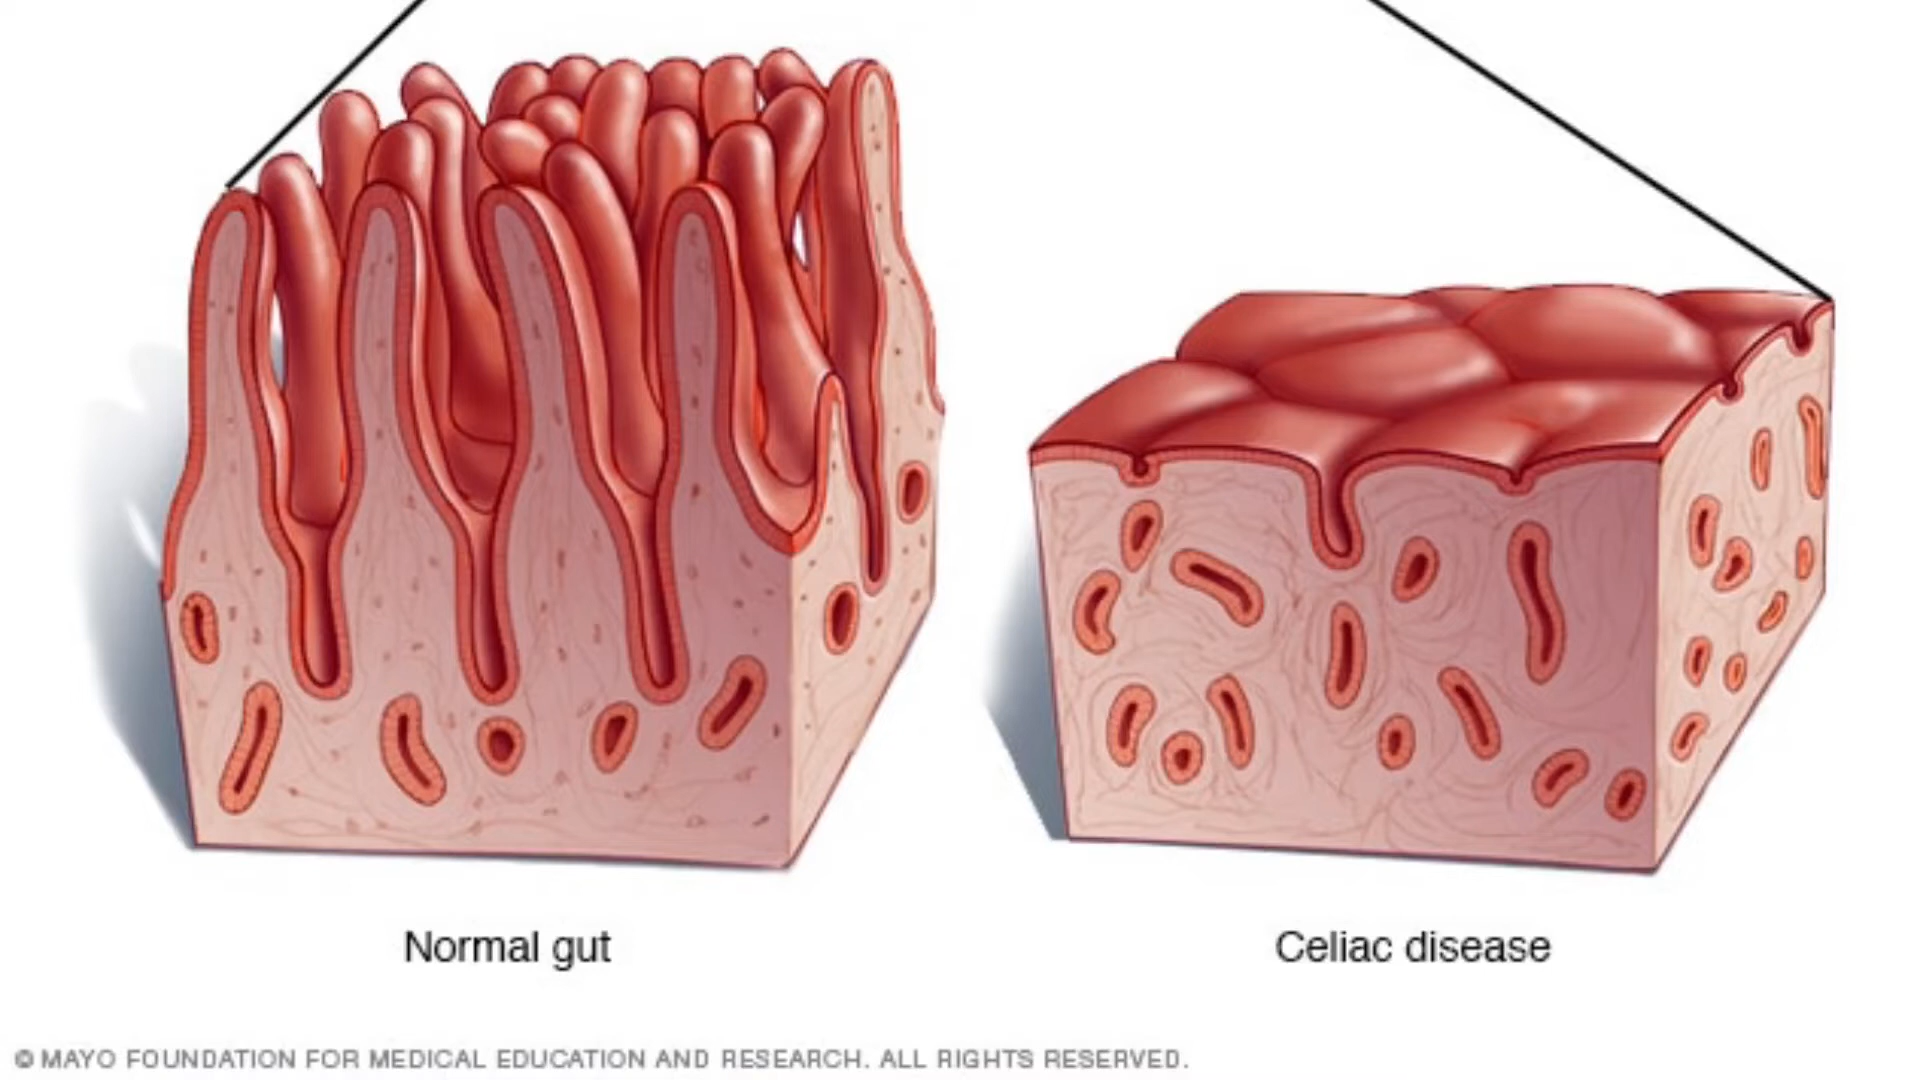 Normal gut
Celiac disease
© MAYO FOUNDATION FOR MEDICAL EDUCATION AND RESEARCH. ALL RIGHTS RESERVED.